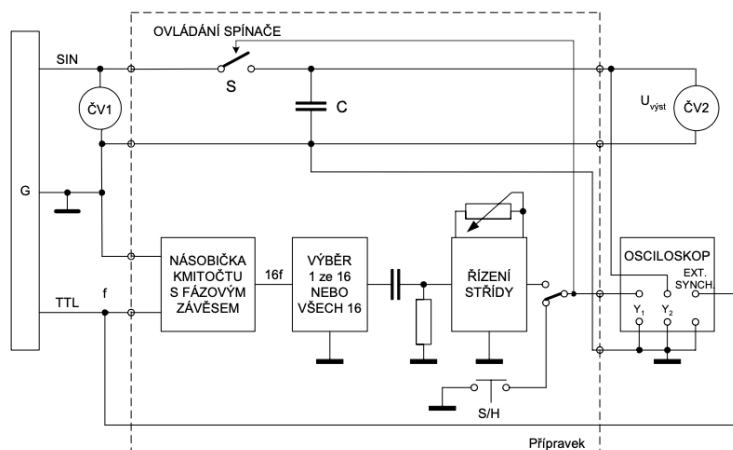 OVLÁDÁNÍ SPÍNAČE
SIN
S
ČV1
C
U výst
ČV2
G
NÁSOBIČKA
KMITOČTU
S FÁZOVÝM
ZÁVĚSEM
16f
VÝBĚR
1 ze 16
NEBO
VŠECH 16
ŘÍZENÍ
STŘÍDY
OSCILOSKOP
EXT.
SYNCH.
Y1
Y2
f
TTL
S/H
Přípravek